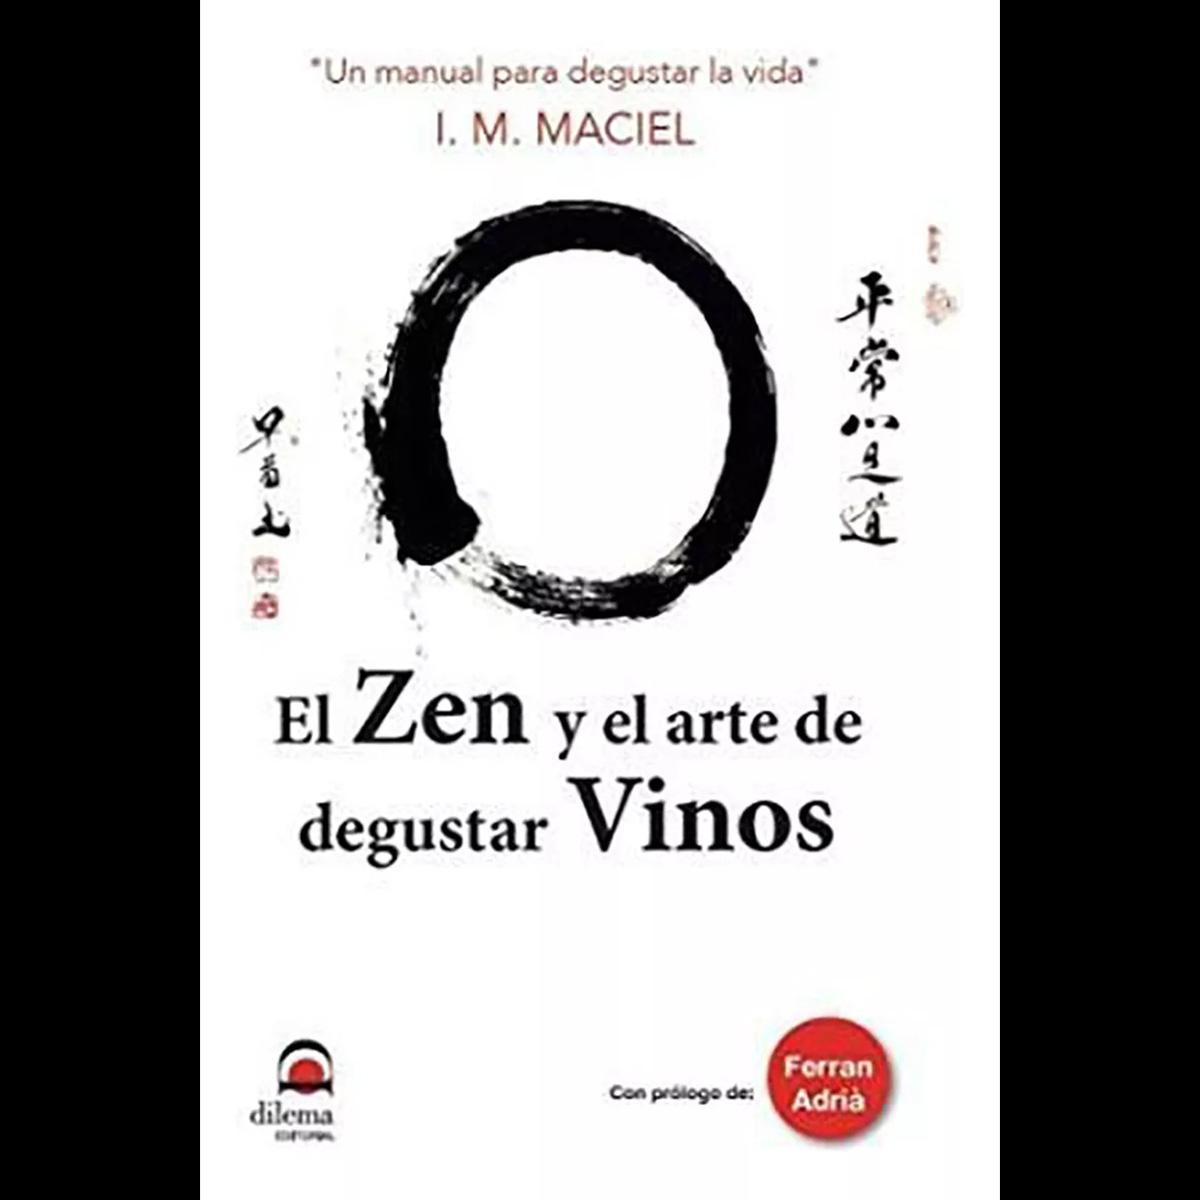 "Un manual para degustar la vida"
I. M. MACIEL
平常心是道
El Zen y el arte de
degustar Vinos
dilema
EDITORIAL
Con prólogo de:
Ferran
Adrià